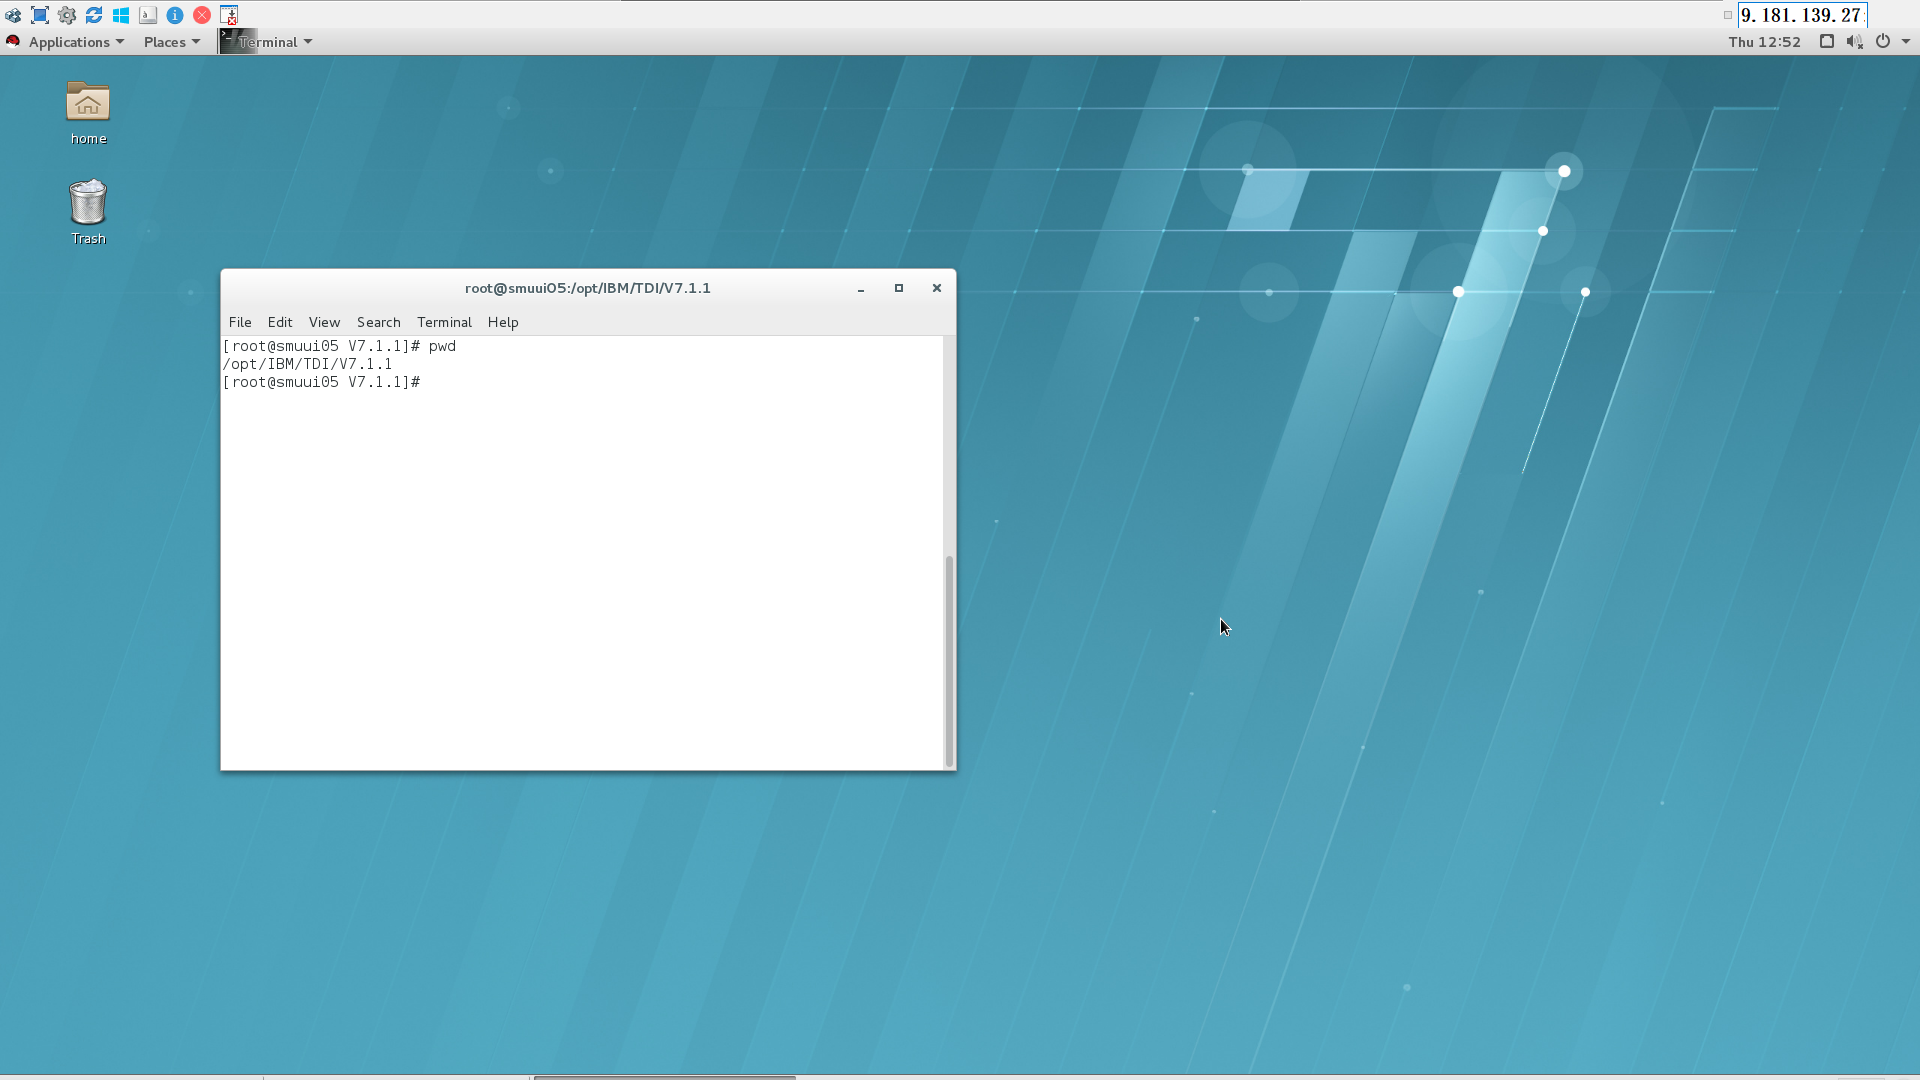 9.181.139.27:
Applications Places Terminal
Thu 12:52
home
Trash
root@smuui05:/opt/IBM/TDI/V7.1.1
File Edit View Search Terminal Help
[root@smuui05 V7.1.1]# pwd
/opt/IBM/TDI/V7.1.1
[root@smuui05 V7.1.1]#